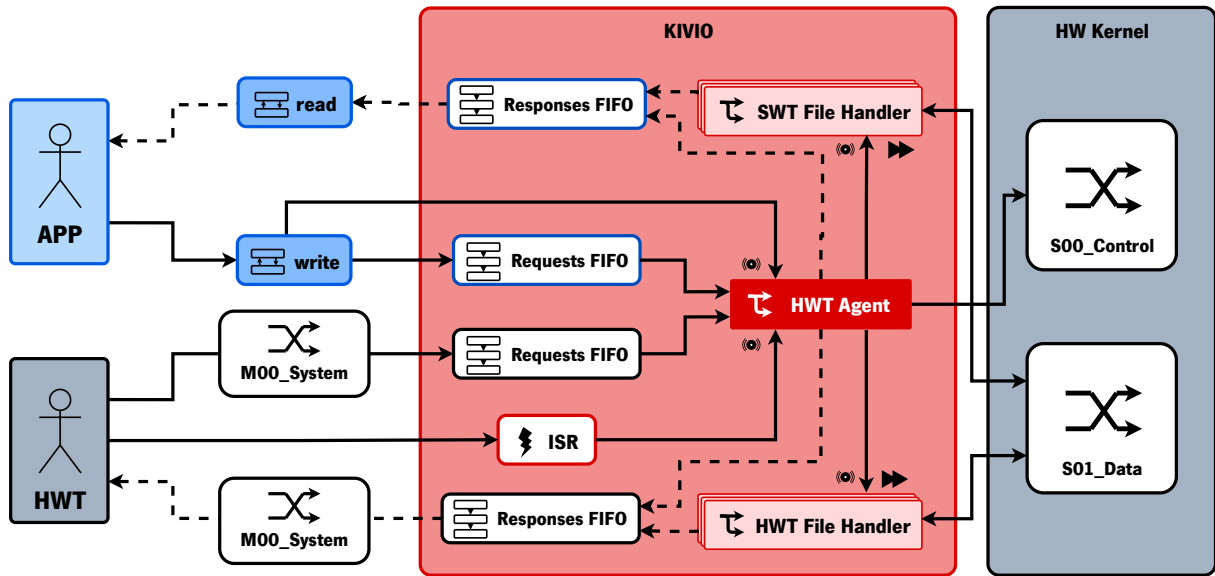 KIVIO
HW Kernel
read
Responses FIFO
SWT File Handler
APP
write
Requests FIFO
S00_Control
HWT Agent
M00_System
Requests FIFO
ISR
S01_Data
HWT
M00_System
Responses FIFO
HWT File Handler